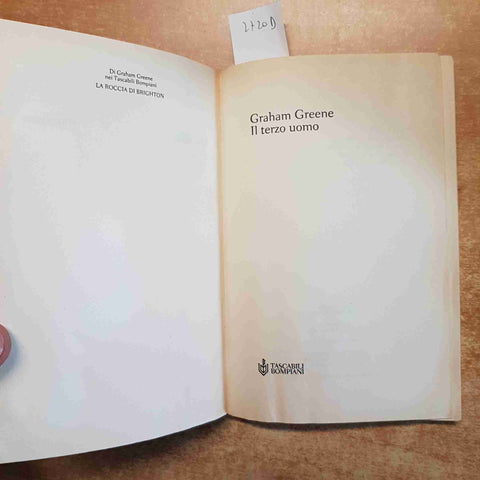 2720D
Di Graham Greene
nei Tascabili Bompiani
LA ROCCIA DI BRIGHTON
Graham Greene
Il terzo uomo
TASCABILI
BOMPIANI